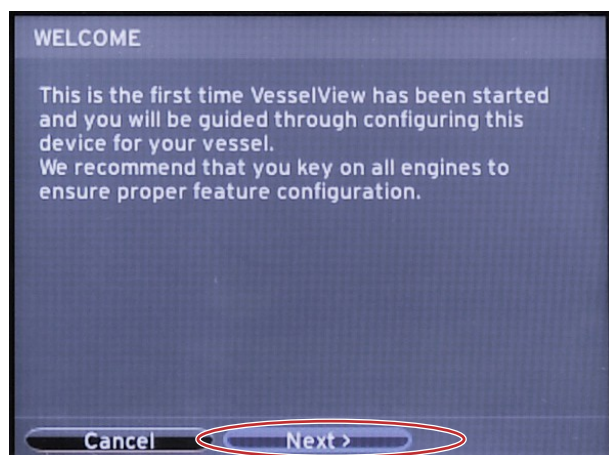 WELCOME
This is the first time VesselView has been started
and you will be guided through configuring this
device for your vessel.
We recommend that you key on all engines to
ensure proper feature configuration.
Cancel
Next >